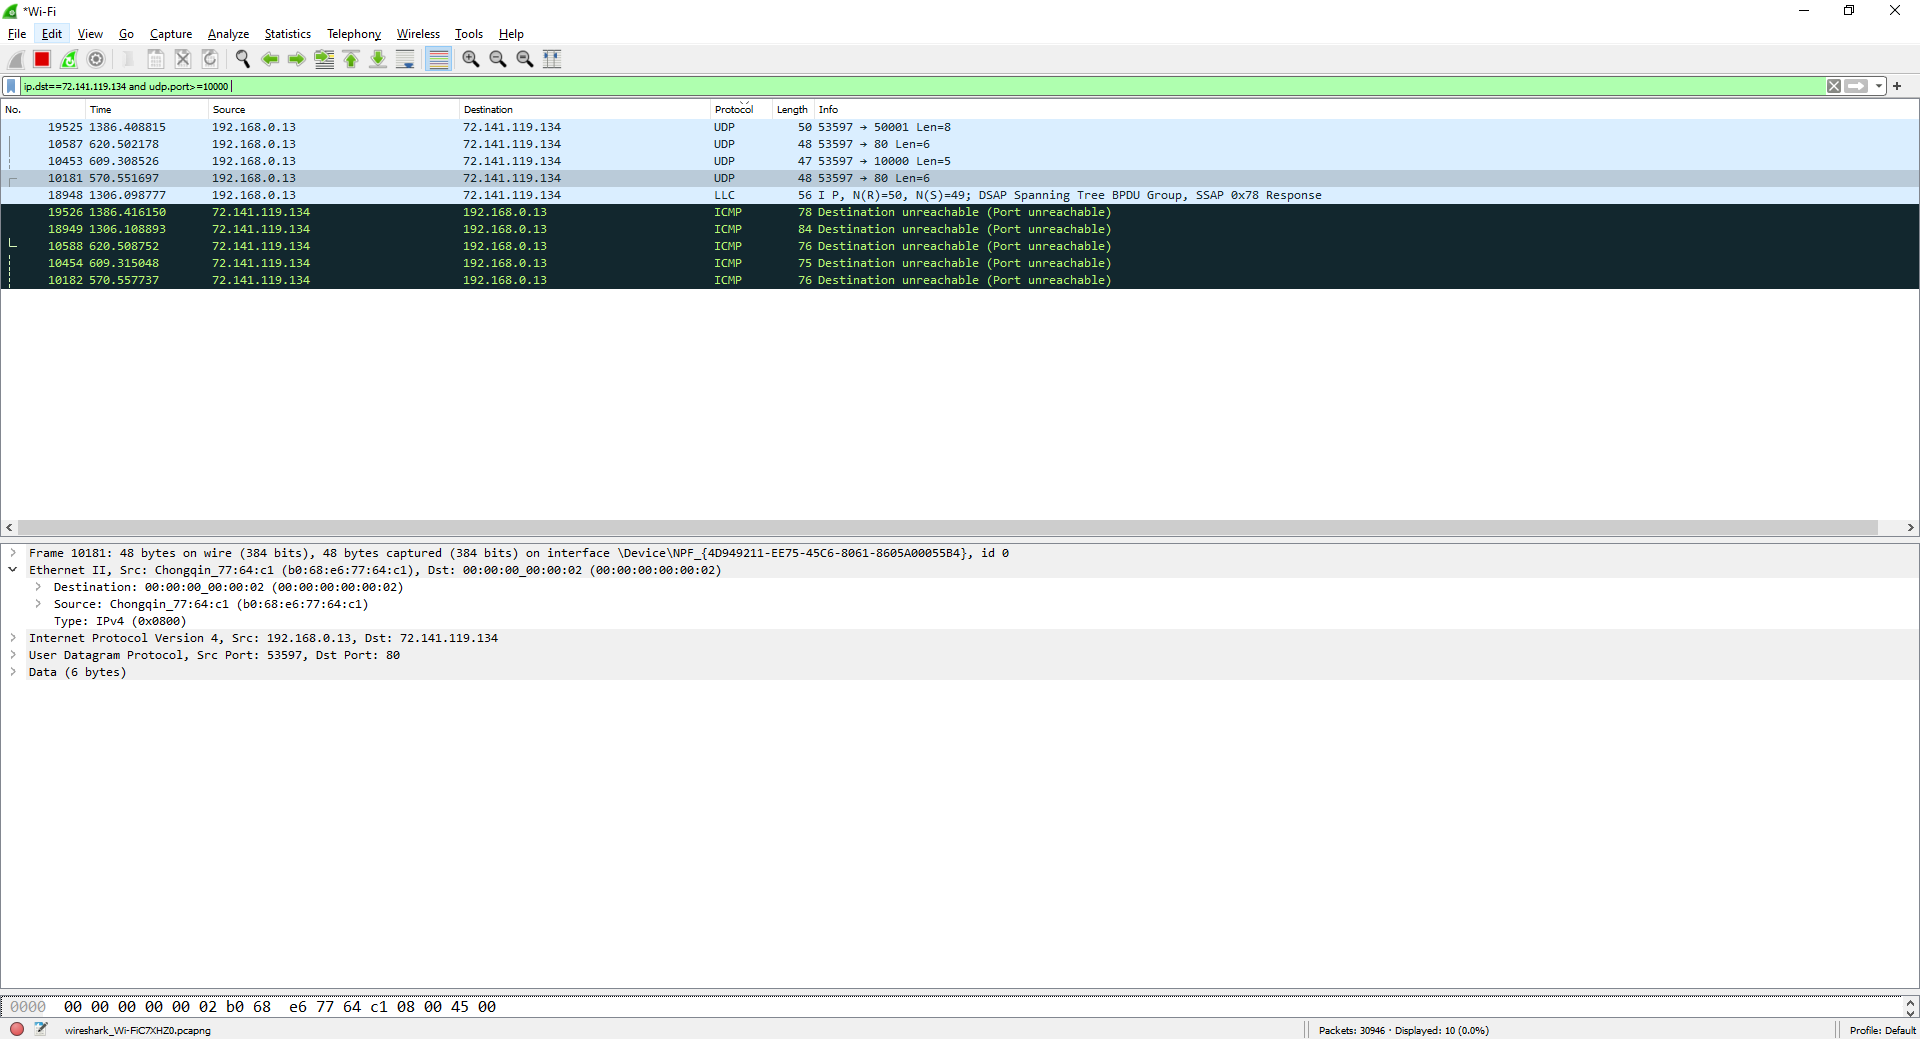 *Wi-Fi
File Edit View Go Capture Analyze Statistics Telephony Wireless Tools Help
ip.dst==72.141.119.134 and udp.port>=10000
No. Time Source Destination Protocol Length Info
19525 1386.408815 192.168.0.13 72.141.119.134 UDP 50 53597 → 50001 Len=8
10587 620.502178 192.168.0.13 72.141.119.134 UDP 48 53597 → 80 Len=6
10453 609.308526 192.168.0.13 72.141.119.134 UDP 47 53597 → 10000 Len=5
10181 570.551697 192.168.0.13 72.141.119.134 UDP 48 53597 → 80 Len=6
18948 1306.098777 192.168.0.13 72.141.119.134 LLC 56 I P, N(R)=50, N(S)=49; DSAP Spanning Tree BPDU Group, SSAP 0x78 Response
19526 1386.416150 72.141.119.134 192.168.0.13 ICMP 78 Destination unreachable (Port unreachable)
18949 1306.108893 72.141.119.134 192.168.0.13 ICMP 84 Destination unreachable (Port unreachable)
10588 620.508752 72.141.119.134 192.168.0.13 ICMP 76 Destination unreachable (Port unreachable)
10454 609.315048 72.141.119.134 192.168.0.13 ICMP 75 Destination unreachable (Port unreachable)
10182 570.557737 72.141.119.134 192.168.0.13 ICMP 76 Destination unreachable (Port unreachable)
Frame 10181: 48 bytes on wire (384 bits), 48 bytes captured (384 bits) on interface \Device\NPF_{4D949211-EE75-45C6-8061-8605A00055B4}, id 0
Ethernet II, Src: Chongqin_77:64:c1 (b0:68:e6:77:64:c1), Dst: 00:00:00_00:00:02 (00:00:00:00:00:02)
Destination: 00:00:00_00:00:02 (00:00:00:00:00:02)
Source: Chongqin_77:64:c1 (b0:68:e6:77:64:c1)
Type: IPv4 (0x0800)
Internet Protocol Version 4, Src: 192.168.0.13, Dst: 72.141.119.134
User Datagram Protocol, Src Port: 53597, Dst Port: 80
Data (6 bytes)
0000 00 00 00 00 00 02 b0 68 e6 77 64 c1 08 00 45 00
wireshark_Wi-FiC7XHZ0.pcapng Packets: 30946 · Displayed: 10 (0.0%) Profile: Default